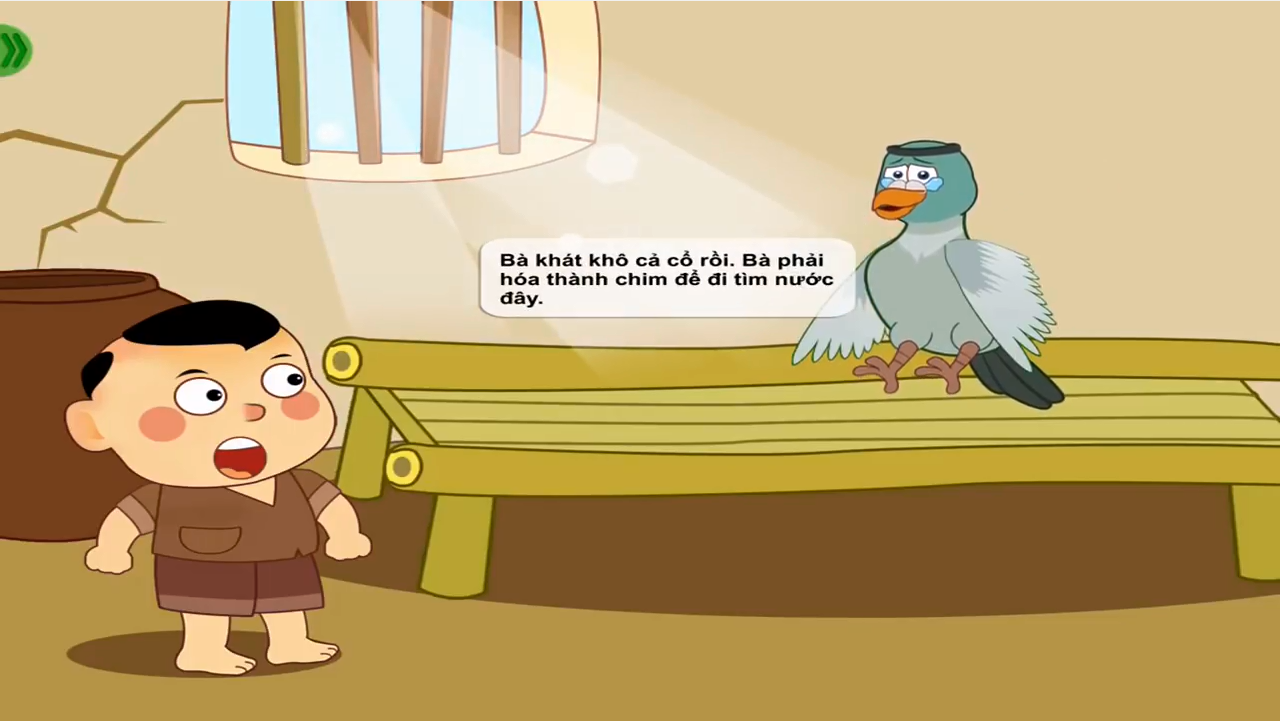 Bà khát khô cả cổ rồi. Bà phải
hóa thành chim để đi tìm nước
đây.